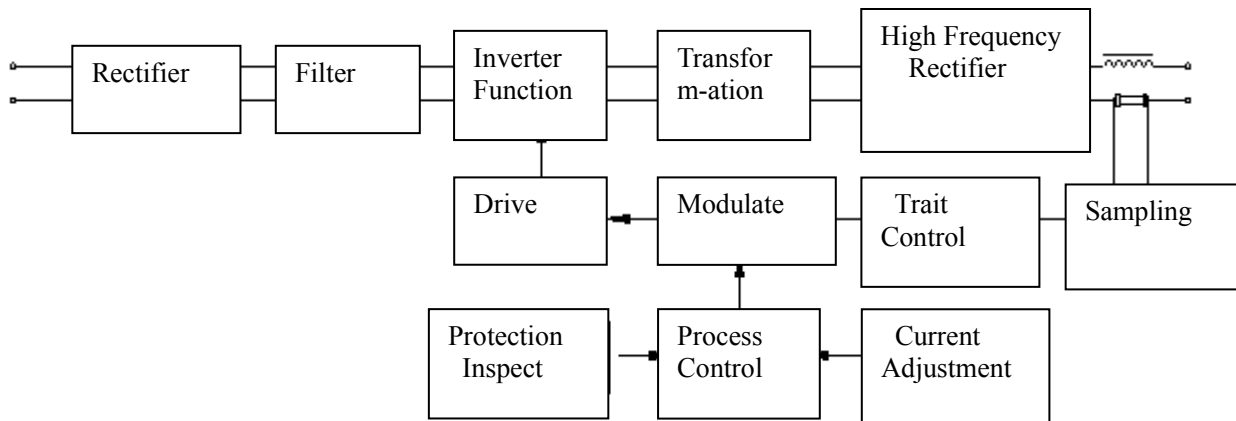 Rectifier
Filter
Inverter
Function
Transfor
m-ation
High Frequency
Rectifier
Drive
Modulate
Trait
Control
Sampling
Protection
Inspect
Process
Control
Current
Adjustment